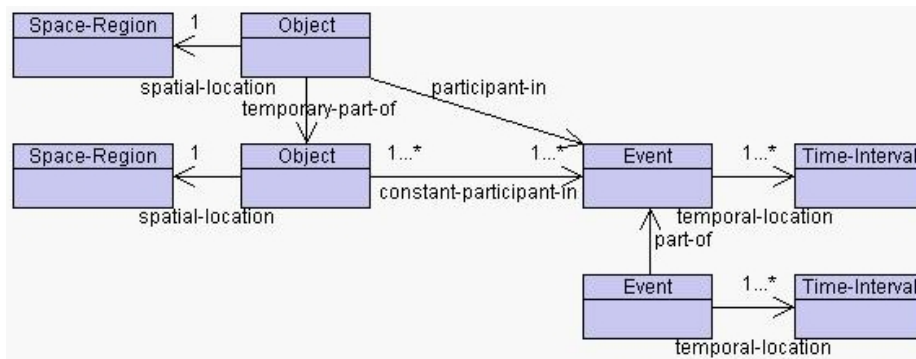 Space-Region
1
Object
spatial-location
participant-in
temporary-part-of
Space-Region
1
Object
1...*
1...*
Event
1...*
Time-Interval
spatial-location
constant-participant-in
temporal-location
part-of
Event
1...*
Time-Interval
temporal-location